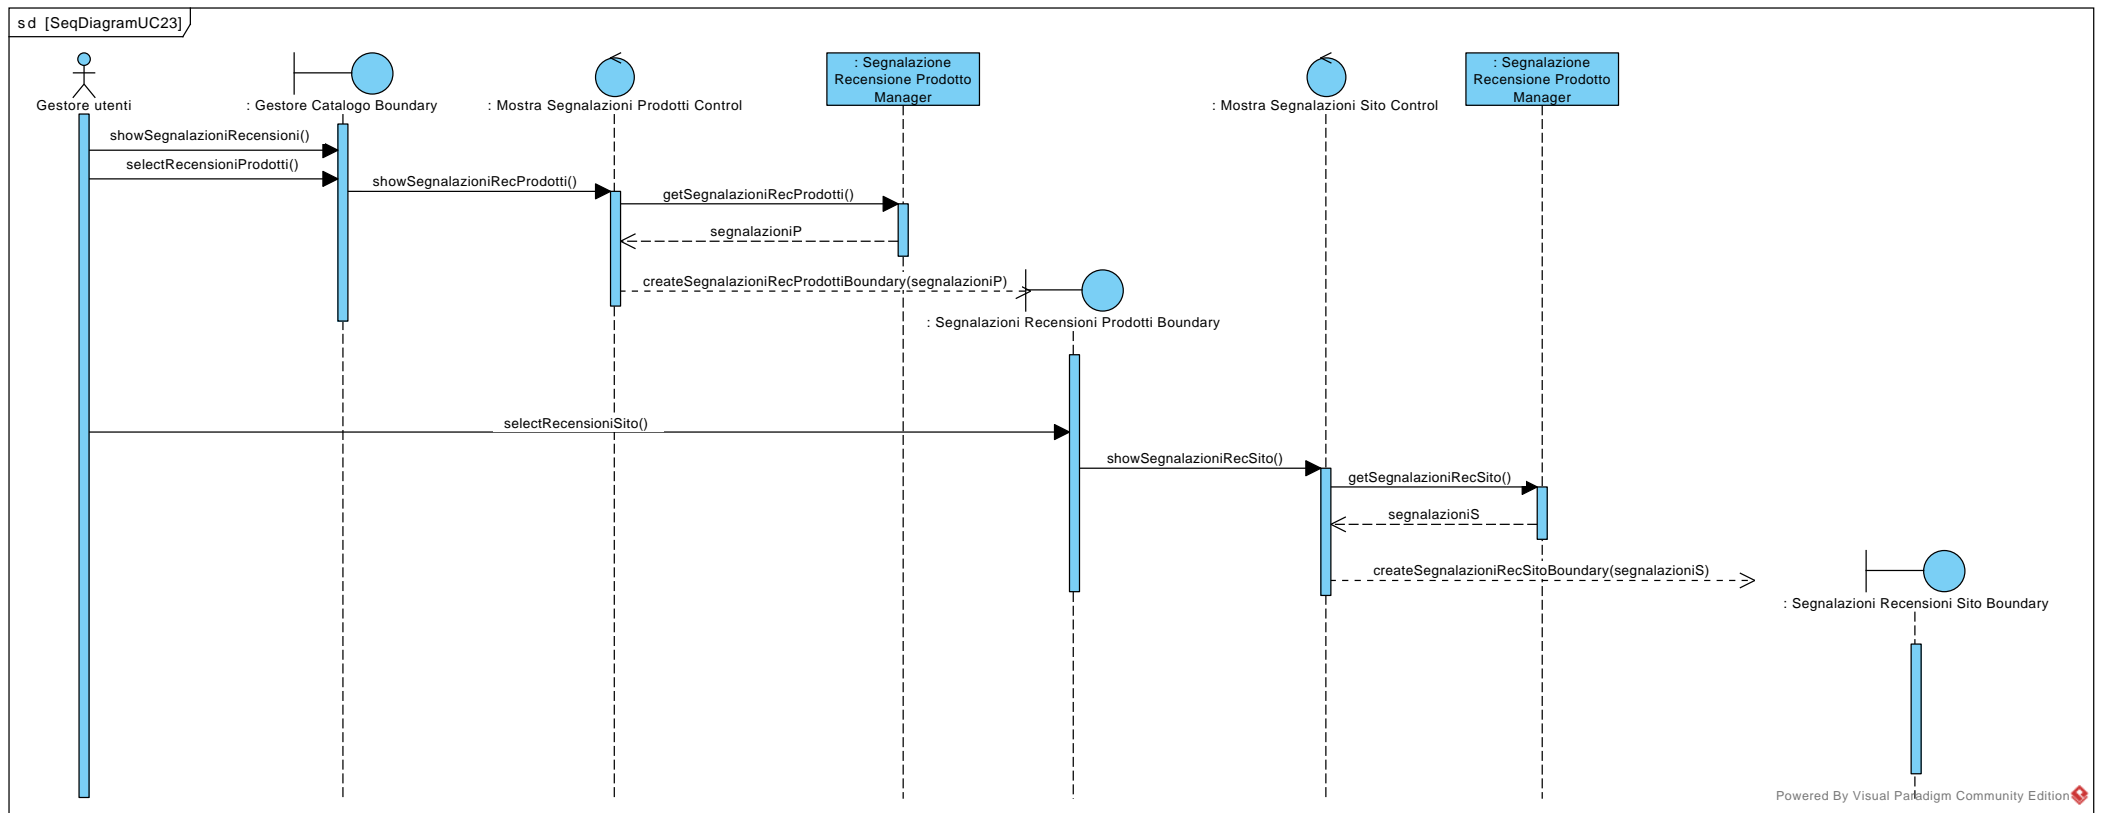 sd [SeqDiagramUC23]
Gestore utenti
: Gestore Catalogo Boundary
: Mostra Segnalazioni Prodotti Control
: Segnalazione
Recensione Prodotto
Manager
: Mostra Segnalazioni Sito Control
: Segnalazione
Recensione Prodotto
Manager
showSegnalazioniRecensioni()
selectRecensioniProdotti()
showSegnalazioniRecProdotti()
getSegnalazioniRecProdotti()
segnalazioniP
createSegnalazioniRecProdottiBoundary(segnalazioniP)
: Segnalazioni Recensioni Prodotti Boundary
selectRecensioniSito()
showSegnalazioniRecSito()
getSegnalazioniRecSito()
segnalazioniS
createSegnalazioniRecSitoBoundary(segnalazioniS)
: Segnalazioni Recensioni Sito Boundary
Powered By Visual Paradigm Community Edition